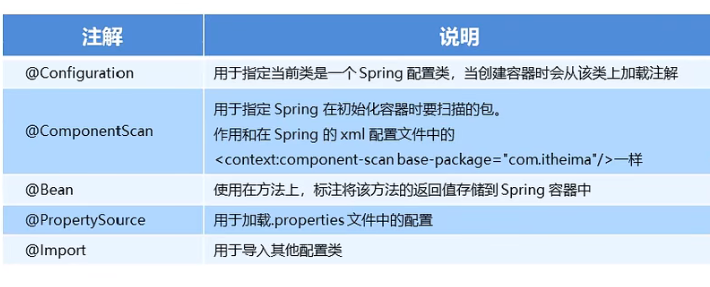 注解 说明
@Configuration 用于指定当前类是一个 Spring 配置类，当创建容器时会从该类上加载注解
@ComponentScan 用于指定 Spring 在初始化容器时要扫描的包。
作用和在 Spring 的 xml 配置文件中的
<context:component-scan base-package="com.itheima"/>一样
@Bean 使用在方法上，标注将该方法的返回值存储到 Spring 容器中
@PropertySource 用于加载.properties 文件中的配置
@Import 用于导入其他配置类